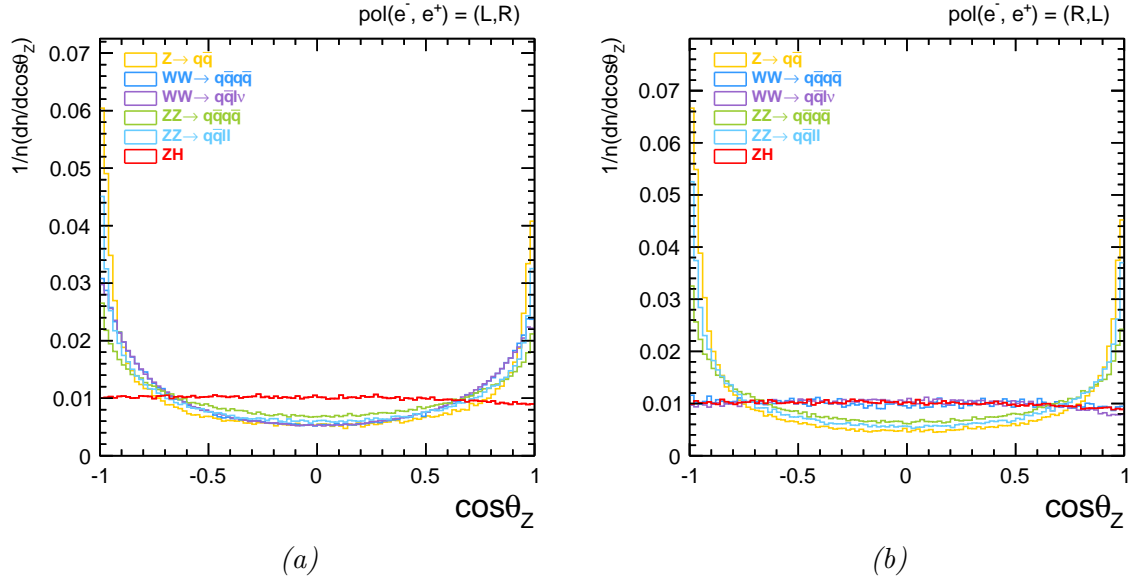 pol(e⁻, e⁺) = (L,R)
1/n(dn/dcosθ_Z)
0.07
0.06
0.05
0.04
0.03
0.02
0.01
0
Z→ qq̄
WW→ qq̄qq̄
WW→ qq̄lν
ZZ→ qq̄qq̄
ZZ→ qq̄ll
ZH
-1 -0.5 0 0.5 1
cosθ_Z
(a)
pol(e⁻, e⁺) = (R,L)
1/n(dn/dcosθ_Z)
0.07
0.06
0.05
0.04
0.03
0.02
0.01
0
Z→ qq̄
WW→ qq̄qq̄
WW→ qq̄lν
ZZ→ qq̄qq̄
ZZ→ qq̄ll
ZH
-1 -0.5 0 0.5 1
cosθ_Z
(b)